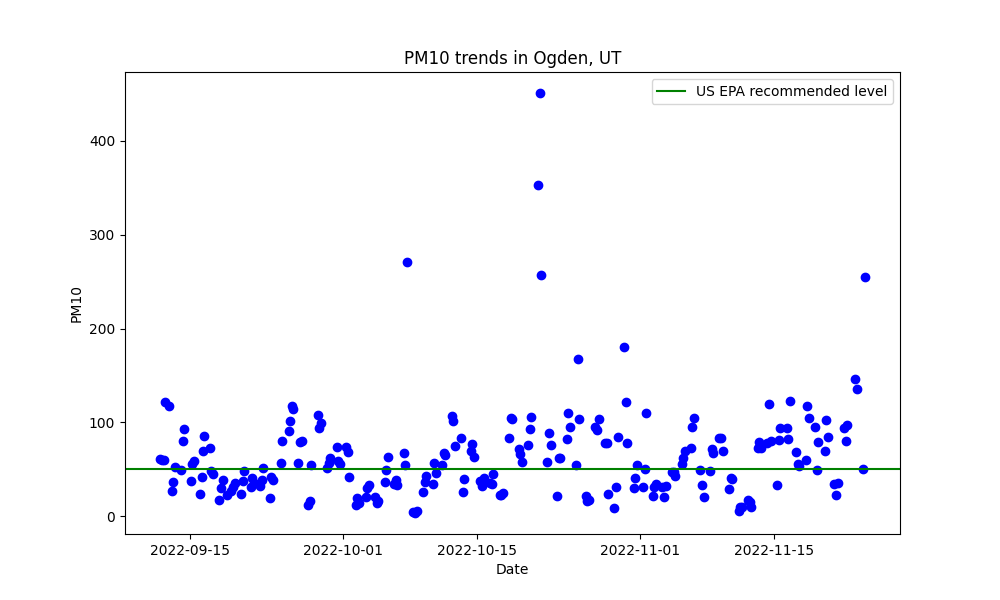 PM10 trends in Ogden, UT
US EPA recommended level
400
300
200
100
0
PM10
2022-09-15
2022-10-01
2022-10-15
2022-11-01
2022-11-15
Date